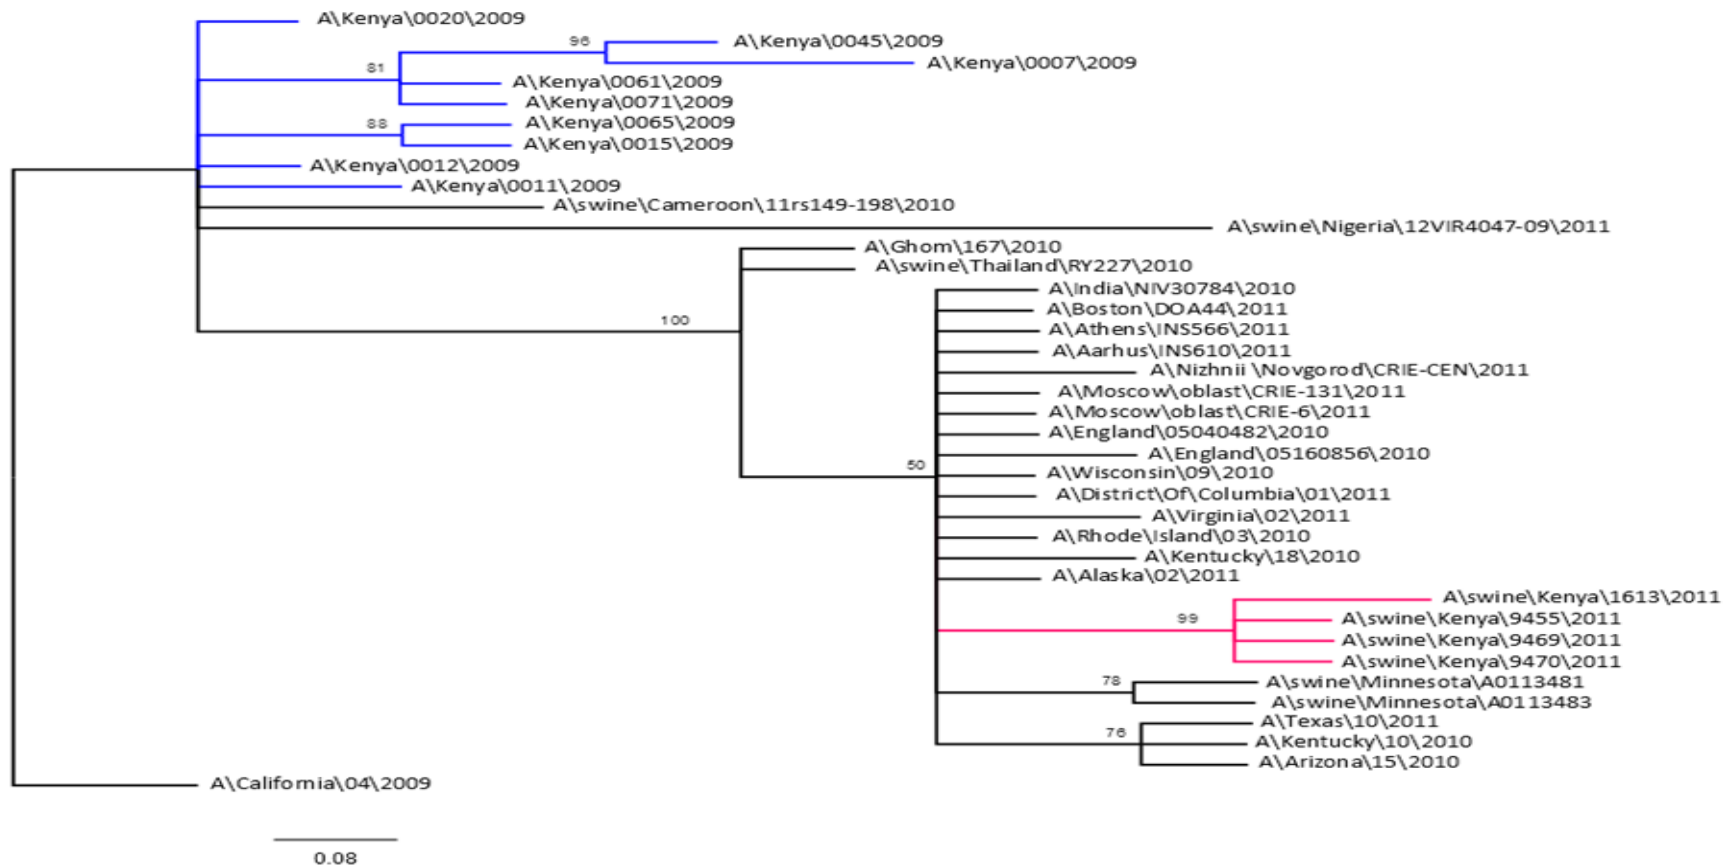 A\Kenya\0020\2009
96
A\Kenya\0045\2009
A\Kenya\0007\2009
81
A\Kenya\0061\2009
A\Kenya\0071\2009
88
A\Kenya\0065\2009
A\Kenya\0015\2009
A\Kenya\0012\2009
A\Kenya\0011\2009
A\swine\Cameroon\11rs149-198\2010
A\swine\Nigeria\12VIR4047-09\2011
A\Ghom\167\2010
A\swine\Thailand\RY227\2010
A\India\NIV30784\2010
A\Boston\DOA44\2011
100
A\Athens\INS566\2011
A\Aarhus\INS610\2011
A\Nizhnii \Novgorod\CRIE-CEN\2011
A\Moscow\oblast\CRIE-131\2011
A\Moscow\oblast\CRIE-6\2011
A\England\05040482\2010
A\England\05160856\2010
50
A\Wisconsin\09\2010
A\District\Of\Columbia\01\2011
A\Virginia\02\2011
A\Rhode\Island\03\2010
A\Kentucky\18\2010
A\Alaska\02\2011
A\swine\Kenya\1613\2011
99
A\swine\Kenya\9455\2011
A\swine\Kenya\9469\2011
A\swine\Kenya\9470\2011
78
A\swine\Minnesota\A0113481
A\swine\Minnesota\A0113483
A\Texas\10\2011
76
A\Kentucky\10\2010
A\Arizona\15\2010
A\California\04\2009
0.08